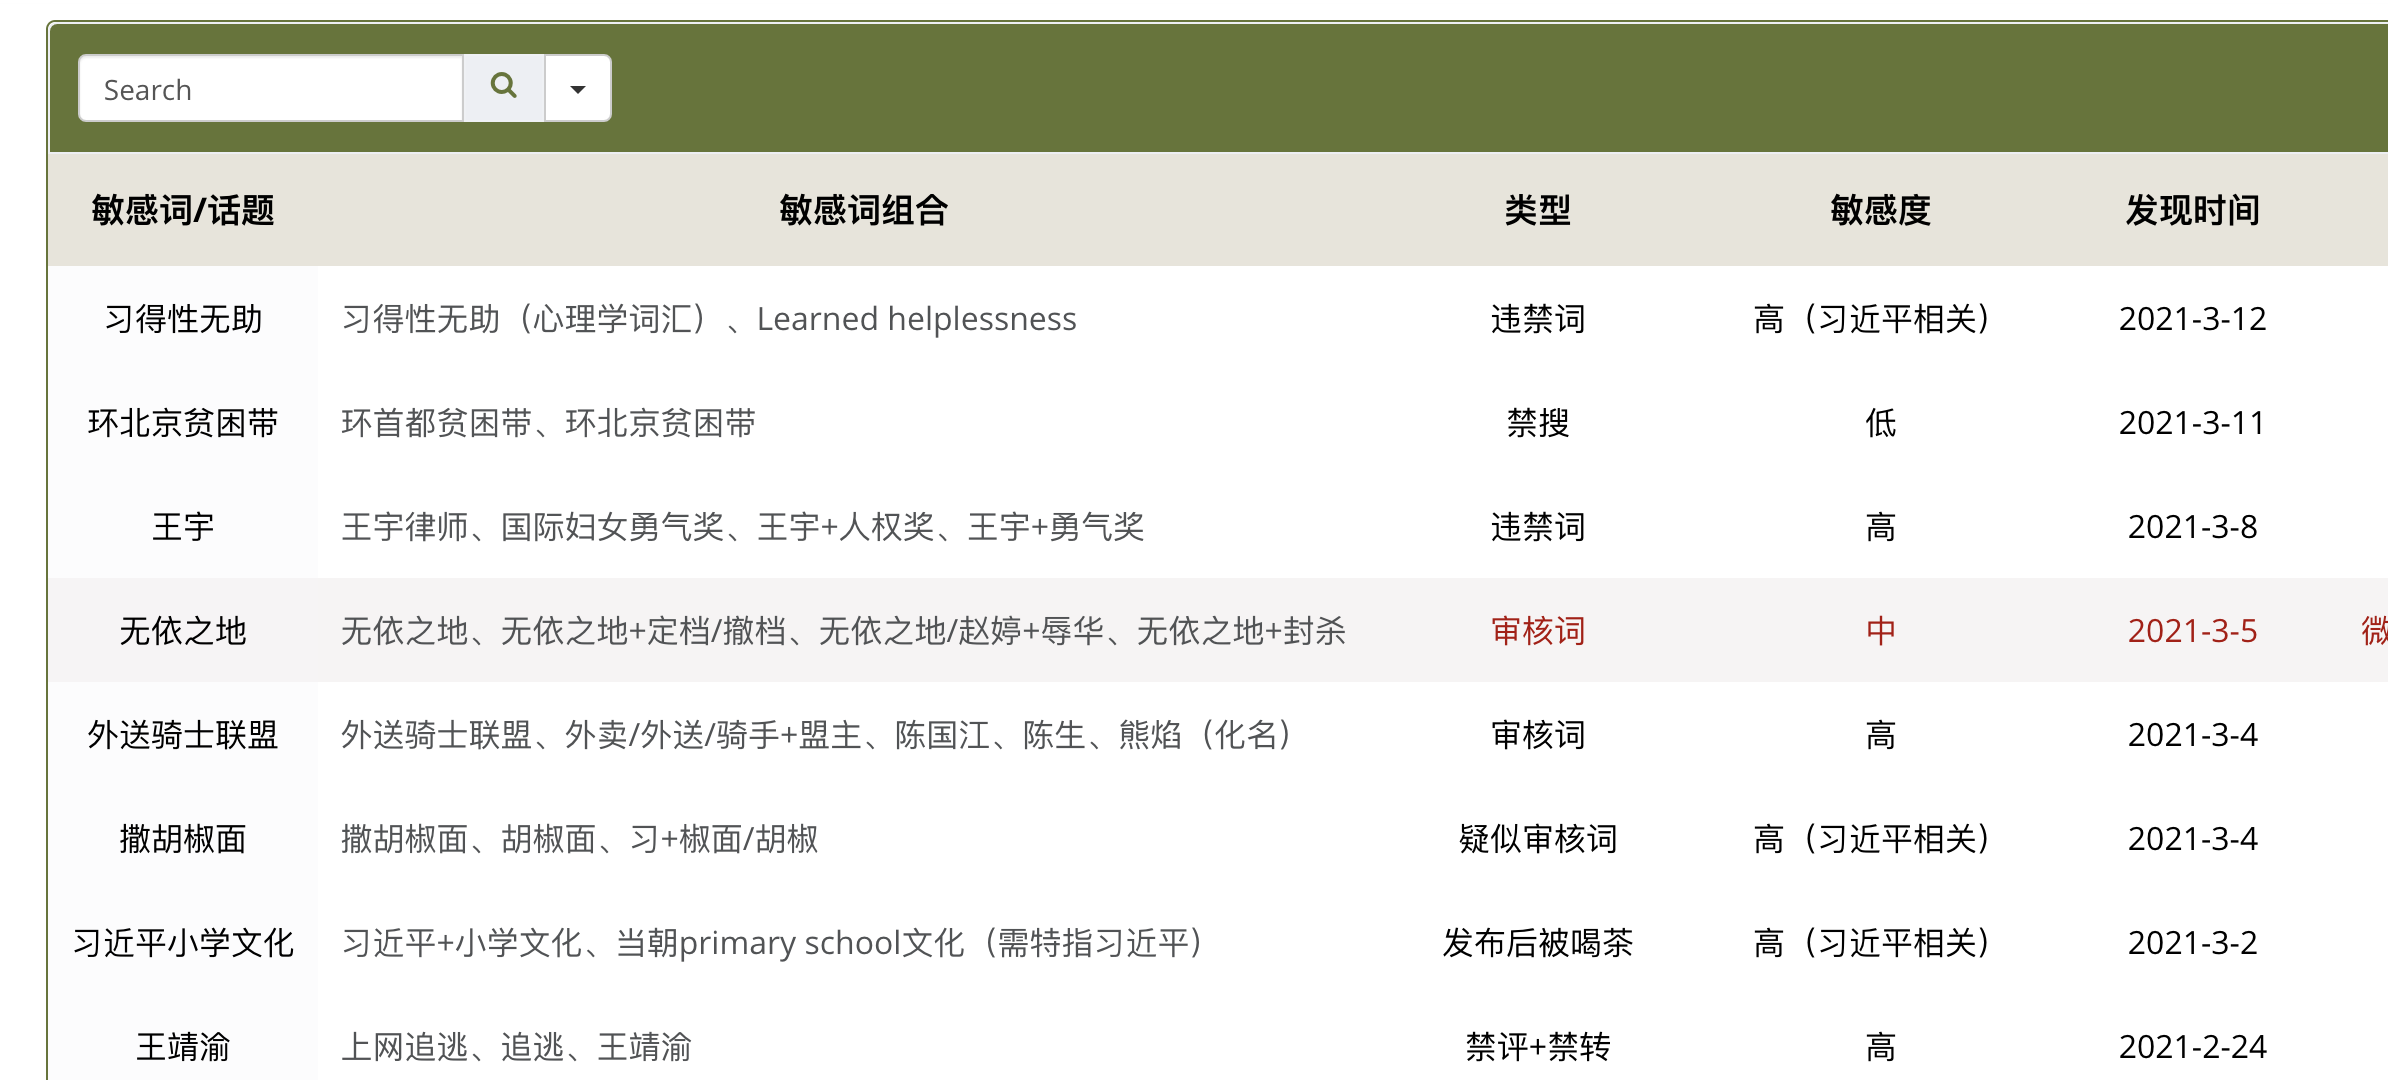 Search
敏感词/话题 敏感词组合 类型 敏感度 发现时间
习得性无助 习得性无助（心理学词汇）、Learned helplessness 违禁词 高（习近平相关） 2021-3-12
环北京贫困带 环首都贫困带、环北京贫困带 禁搜 低 2021-3-11
王宇 王宇律师、国际妇女勇气奖、王宇+人权奖、王宇+勇气奖 违禁词 高 2021-3-8
无依之地 无依之地、无依之地+定档/撤档、无依之地/赵婷+辱华、无依之地+封杀 审核词 中 2021-3-5 微
外送骑士联盟 外送骑士联盟、外卖/外送/骑手+盟主、陈国江、陈生、熊焰（化名） 审核词 高 2021-3-4
撒胡椒面 撒胡椒面、胡椒面、习+椒面/胡椒 疑似审核词 高（习近平相关） 2021-3-4
习近平小学文化 习近平+小学文化、当朝primary school文化（需特指习近平） 发布后被喝茶 高（习近平相关） 2021-3-2
王靖渝 上网追逃、追逃、王靖渝 禁评+禁转 高 2021-2-24